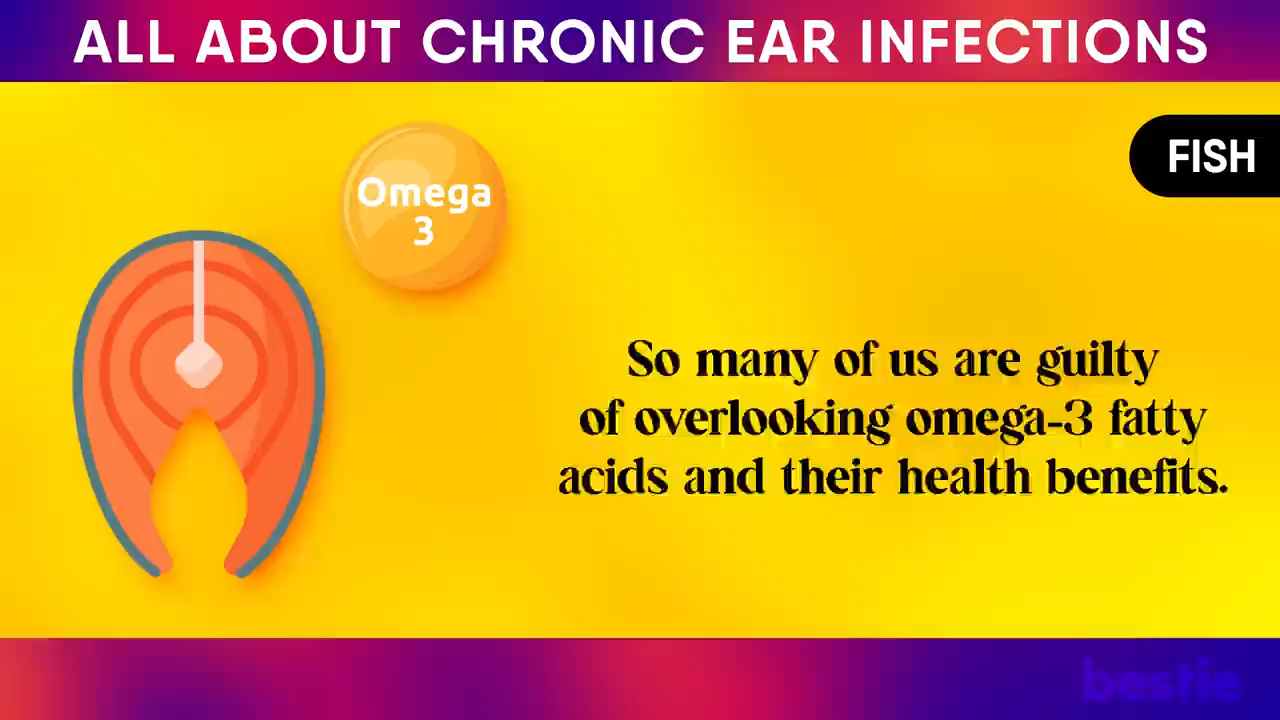 ALL ABOUT CHRONIC EAR INFECTIONS
FISH
Omega
3
So many of us are guilty
of overlooking omega-3 fatty
acids and their health benefits.
bestie